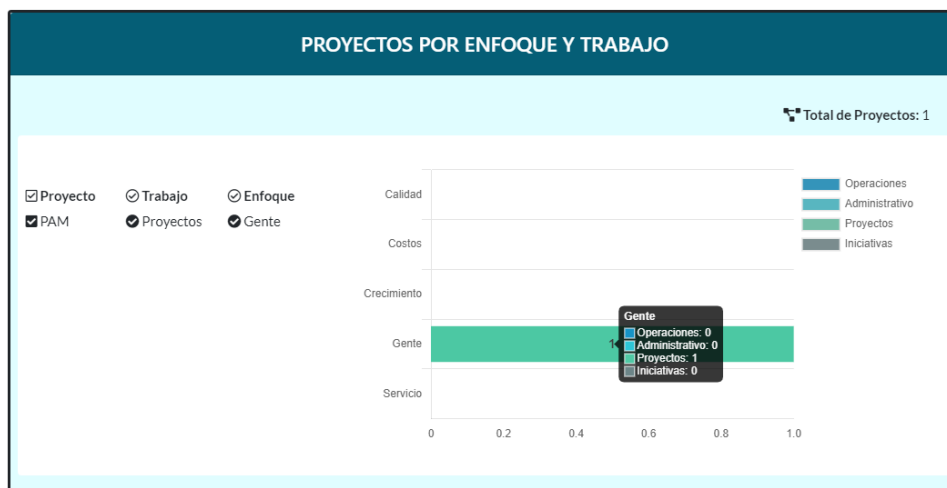 PROYECTOS POR ENFOQUE Y TRABAJO
Total de Proyectos: 1
Proyecto Trabajo Enfoque
PAM Proyectos Gente
Calidad
Costos
Crecimiento
Gente
Servicio
1
Gente
Operaciones: 0
Administrativo: 0
Proyectos: 1
Iniciativas: 0
0 0.2 0.4 0.6 0.8 1.0
Operaciones
Administrativo
Proyectos
Iniciativas